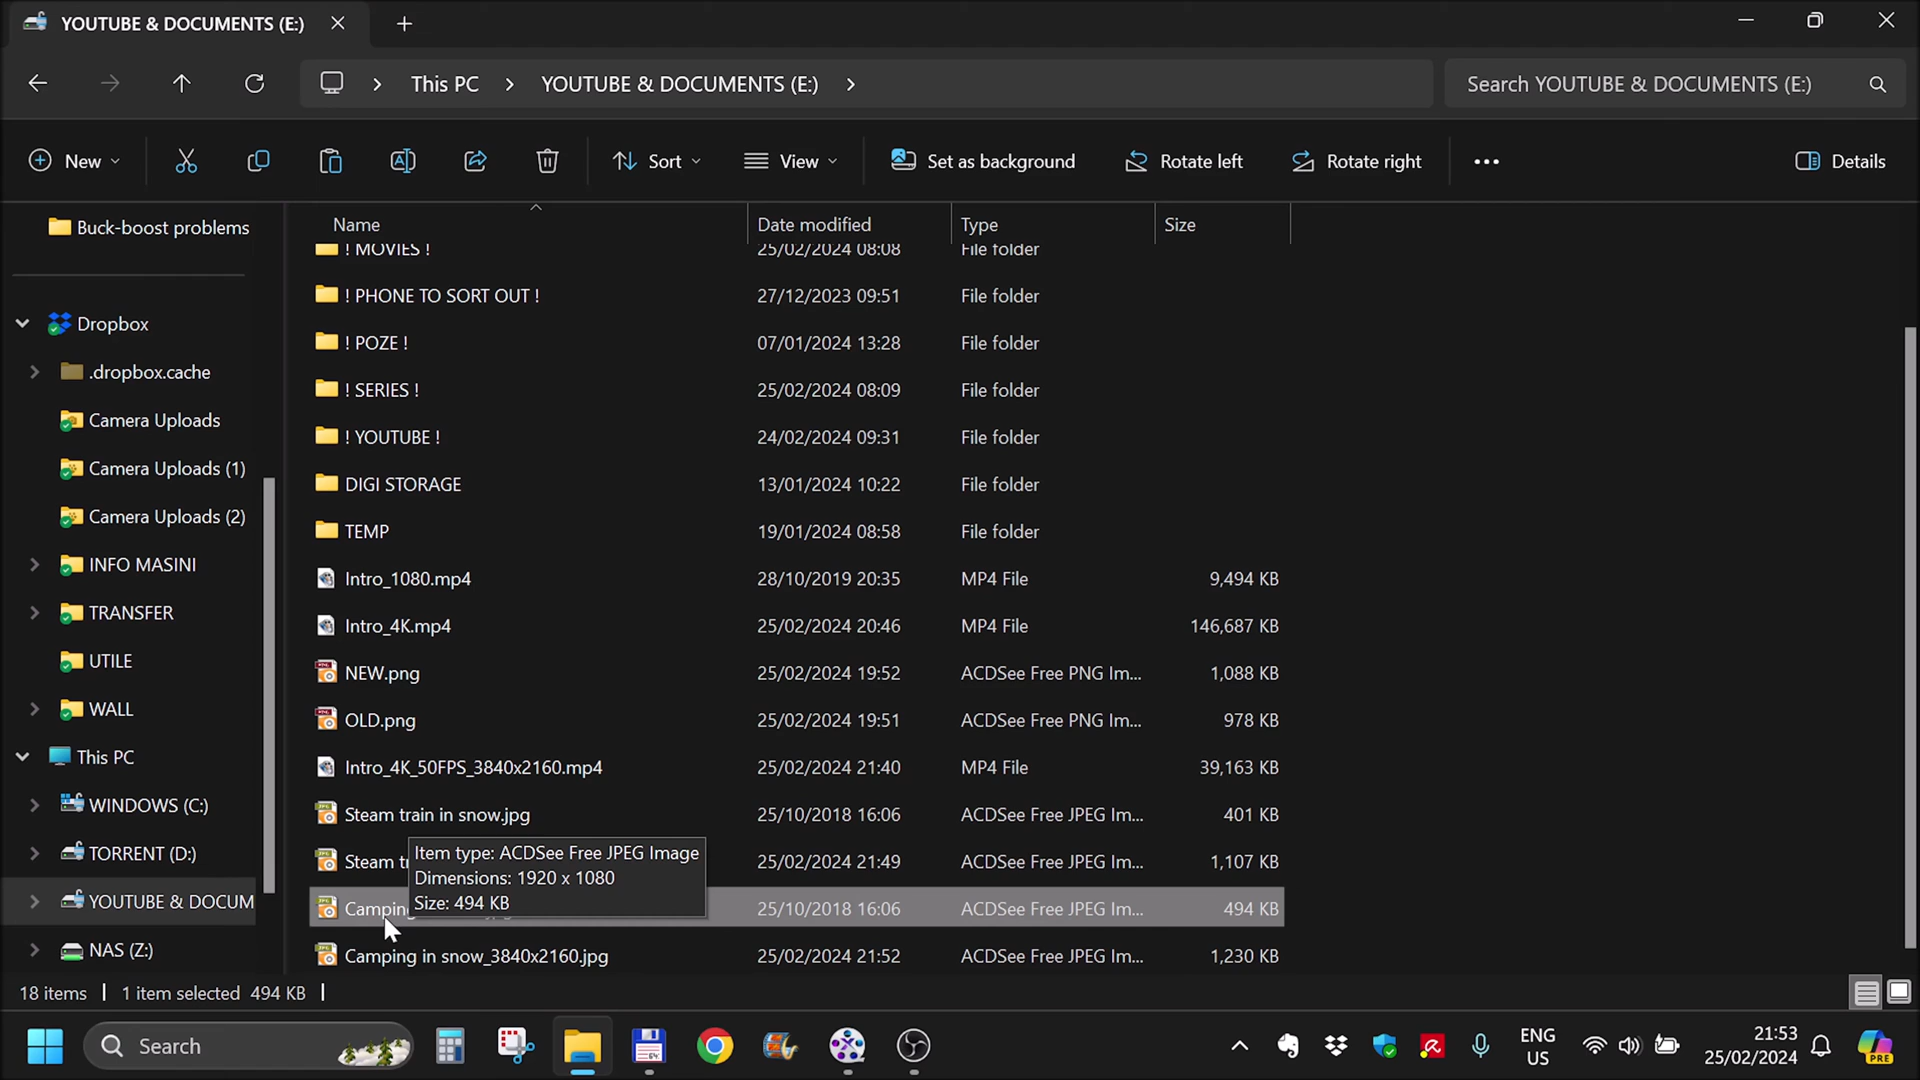 YOUTUBE & DOCUMENTS (E:)
This PC
YOUTUBE & DOCUMENTS (E:)
Search YOUTUBE & DOCUMENTS (E:)
New
Sort
View
Set as background
Rotate left
Rotate right
Details
Buck-boost problems
Dropbox
.dropbox.cache
Camera Uploads
Camera Uploads (1)
Camera Uploads (2)
INFO MASINI
TRANSFER
UTILE
WALL
This PC
WINDOWS (C:)
TORRENT (D:)
YOUTUBE & DOCUM
NAS (Z:)
Name Date modified Type Size
! MOVIES ! 25/02/2024 08:08 File folder
! PHONE TO SORT OUT ! 27/12/2023 09:51 File folder
! POZE ! 07/01/2024 13:28 File folder
! SERIES ! 25/02/2024 08:09 File folder
! YOUTUBE ! 24/02/2024 09:31 File folder
DIGI STORAGE 13/01/2024 10:22 File folder
TEMP 19/01/2024 08:58 File folder
Intro_1080.mp4 28/10/2019 20:35 MP4 File 9,494 KB
Intro_4K.mp4 25/02/2024 20:46 MP4 File 146,687 KB
NEW.png 25/02/2024 19:52 ACDSee Free PNG Im... 1,088 KB
OLD.png 25/02/2024 19:51 ACDSee Free PNG Im... 978 KB
Intro_4K_50FPS_3840x2160.mp4 25/02/2024 21:40 MP4 File 39,163 KB
Steam train in snow.jpg 25/10/2018 16:06 ACDSee Free JPEG Im... 401 KB
Steam 25/02/2024 21:49 ACDSee Free JPEG Im... 1,107 KB
Camping 25/10/2018 16:06 ACDSee Free JPEG Im... 494 KB
Camping in snow_3840x2160.jpg 25/02/2024 21:52 ACDSee Free JPEG Im... 1,230 KB
Item type: ACDSee Free JPEG Image
Dimensions: 1920 x 1080
Size: 494 KB
18 items 1 item selected 494 KB
Search
ENG
US
21:53
25/02/2024
PRE